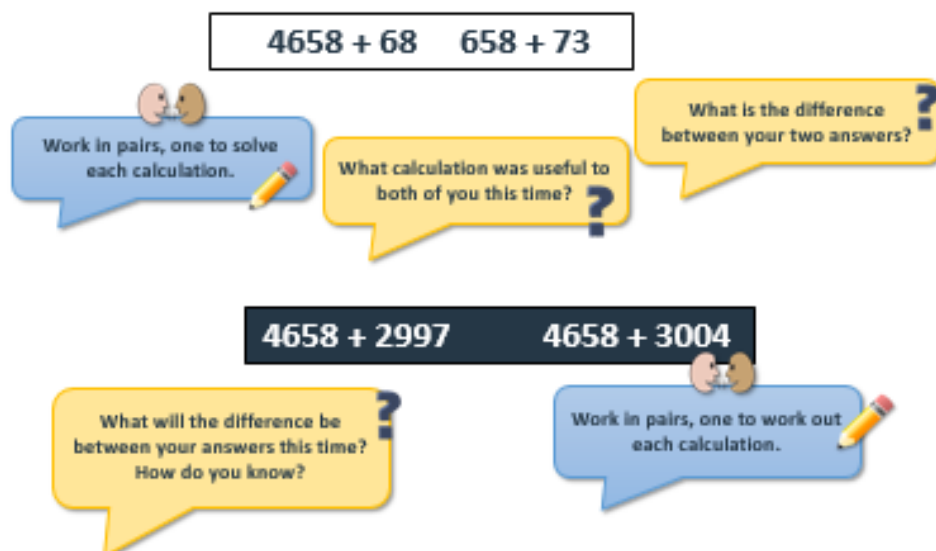 4658 + 68 658 + 73
What is the difference
between your two answers?
?
Work in pairs, one to solve
each calculation.
What calculation was useful to
both of you this time?
?
4658 + 2997 4658 + 3004
What will the difference be
between your answers this time?
How do you know?
?
Work in pairs, one to work out
each calculation.